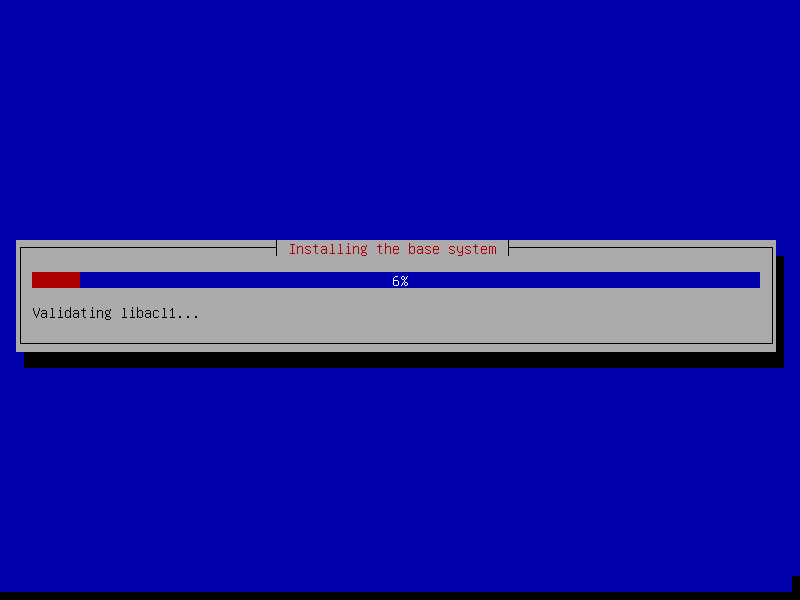 Installing the base system
6%
Validating libacl1...